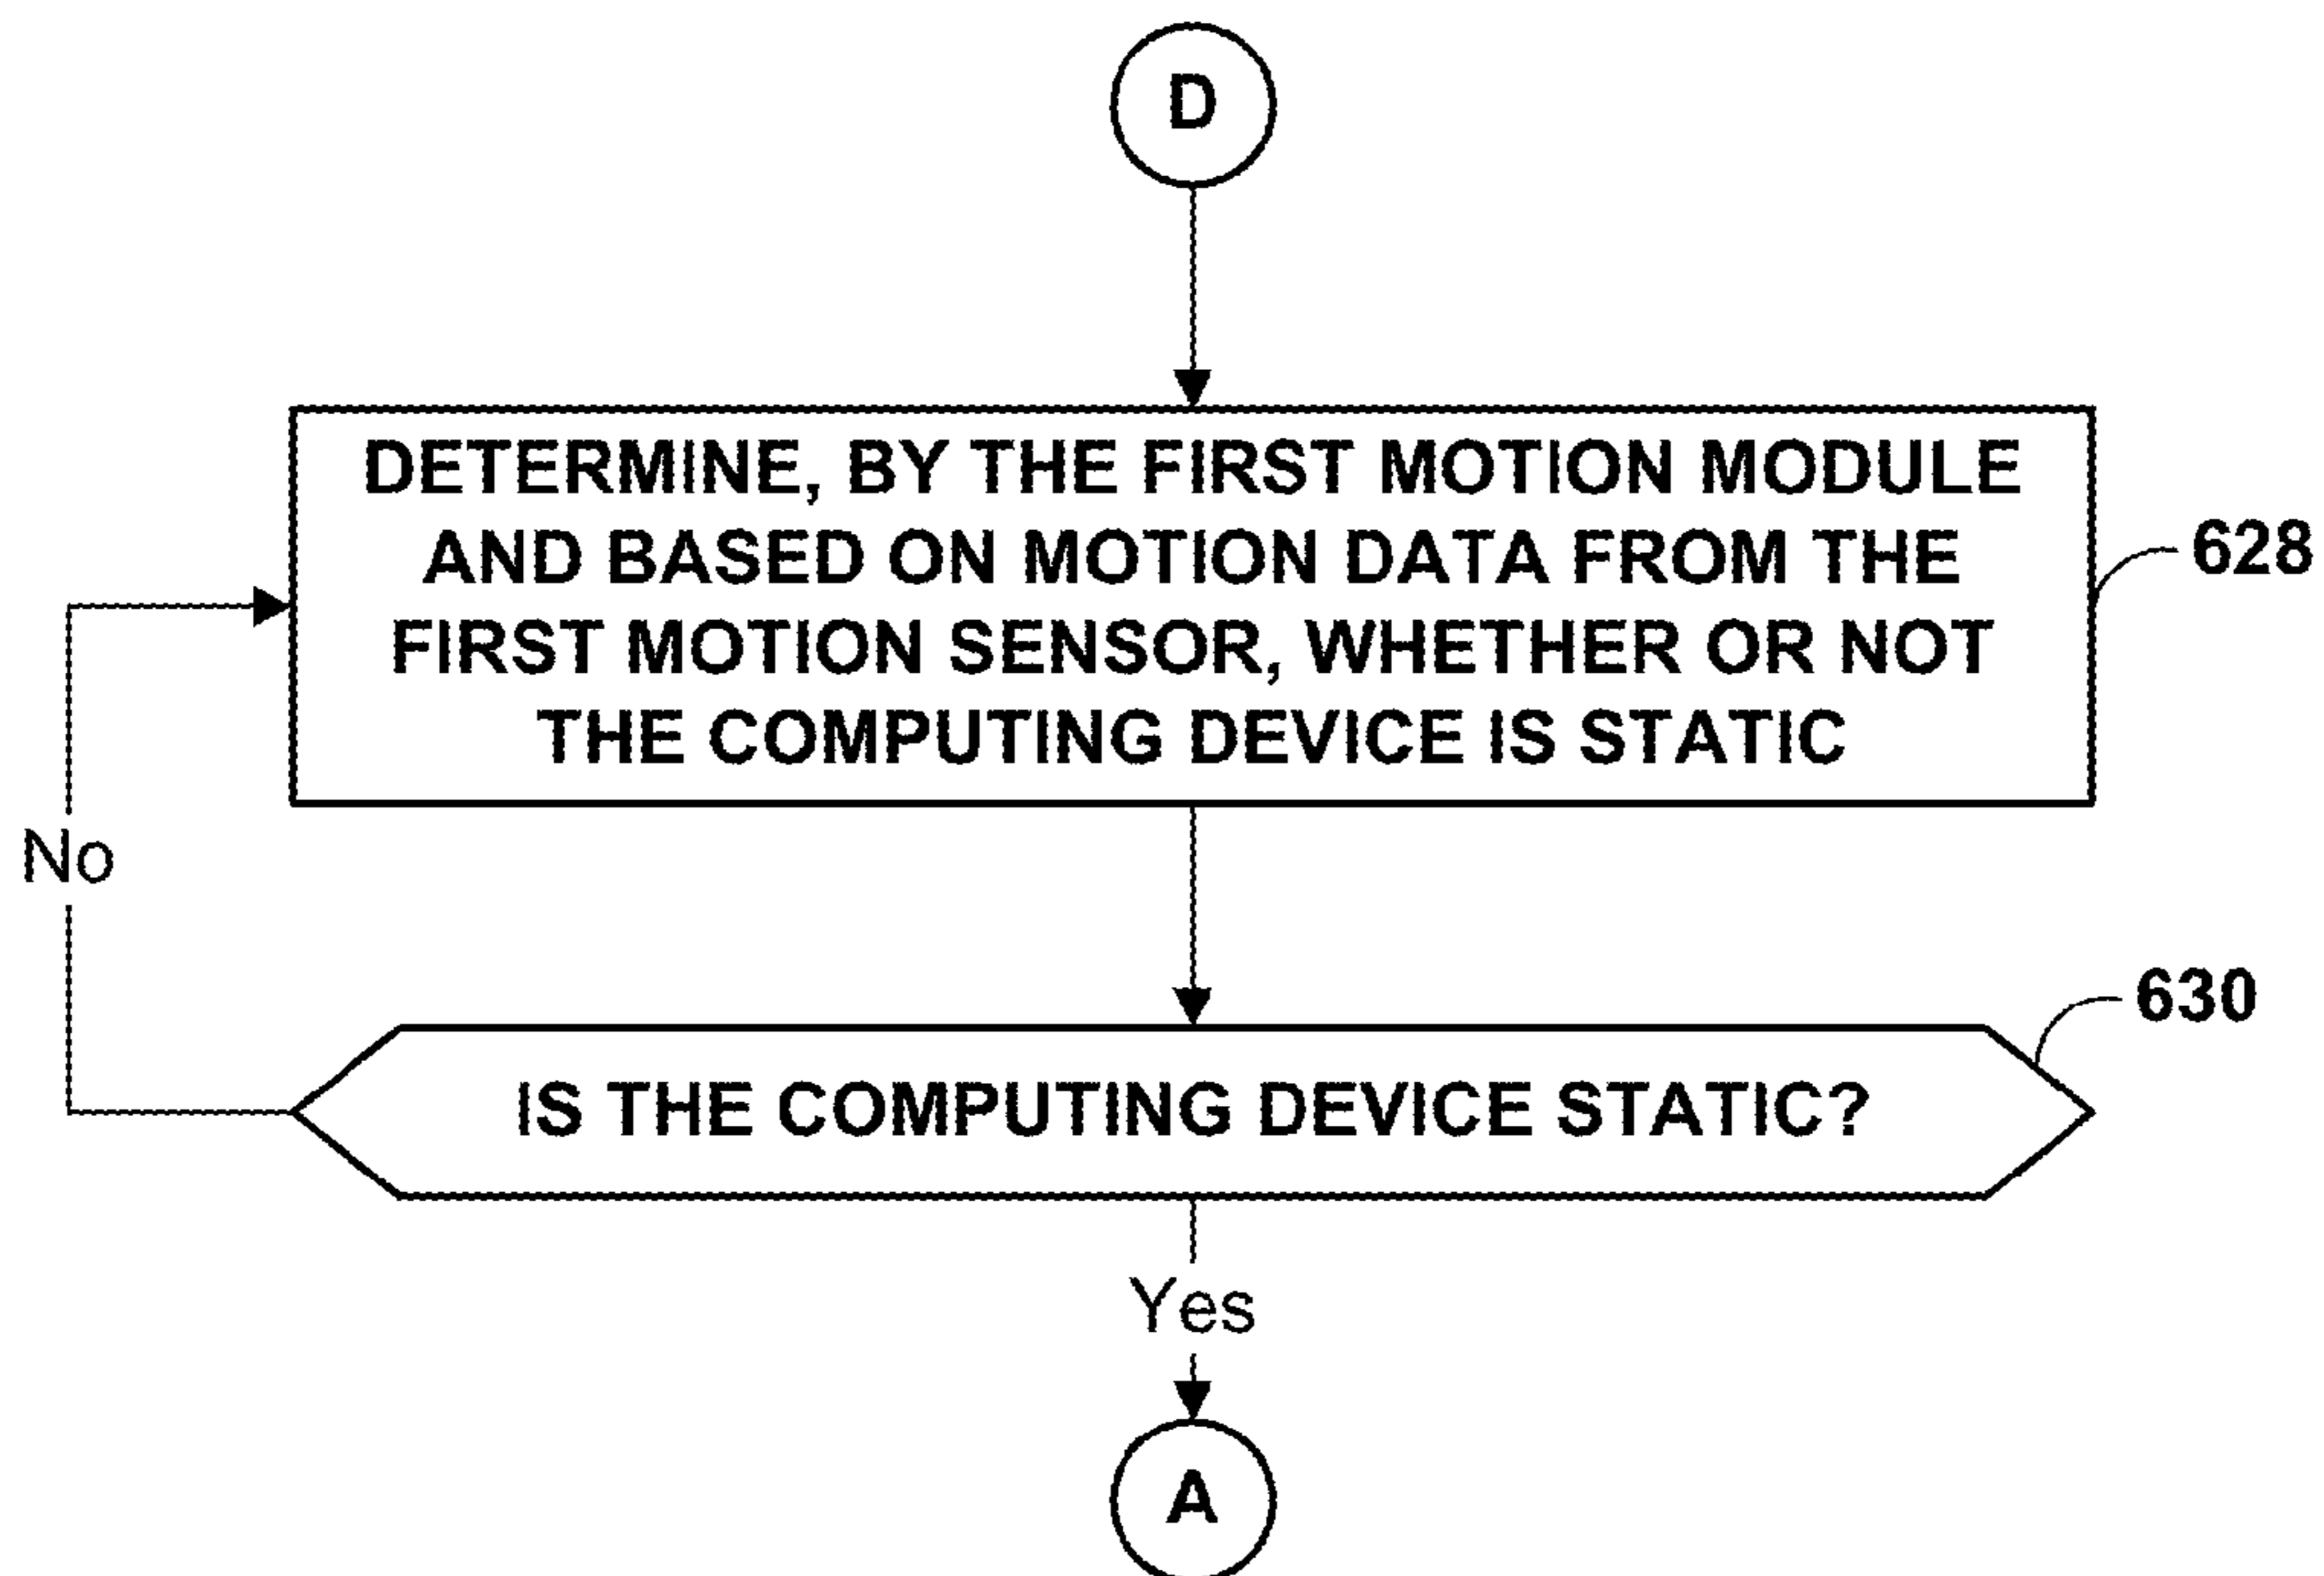 D
DETERMINE, BY THE FIRST MOTION MODULE
AND BASED ON MOTION DATA FROM THE
FIRST MOTION SENSOR, WHETHER OR NOT
THE COMPUTING DEVICE IS STATIC
628
No
630
IS THE COMPUTING DEVICE STATIC?
Yes
A